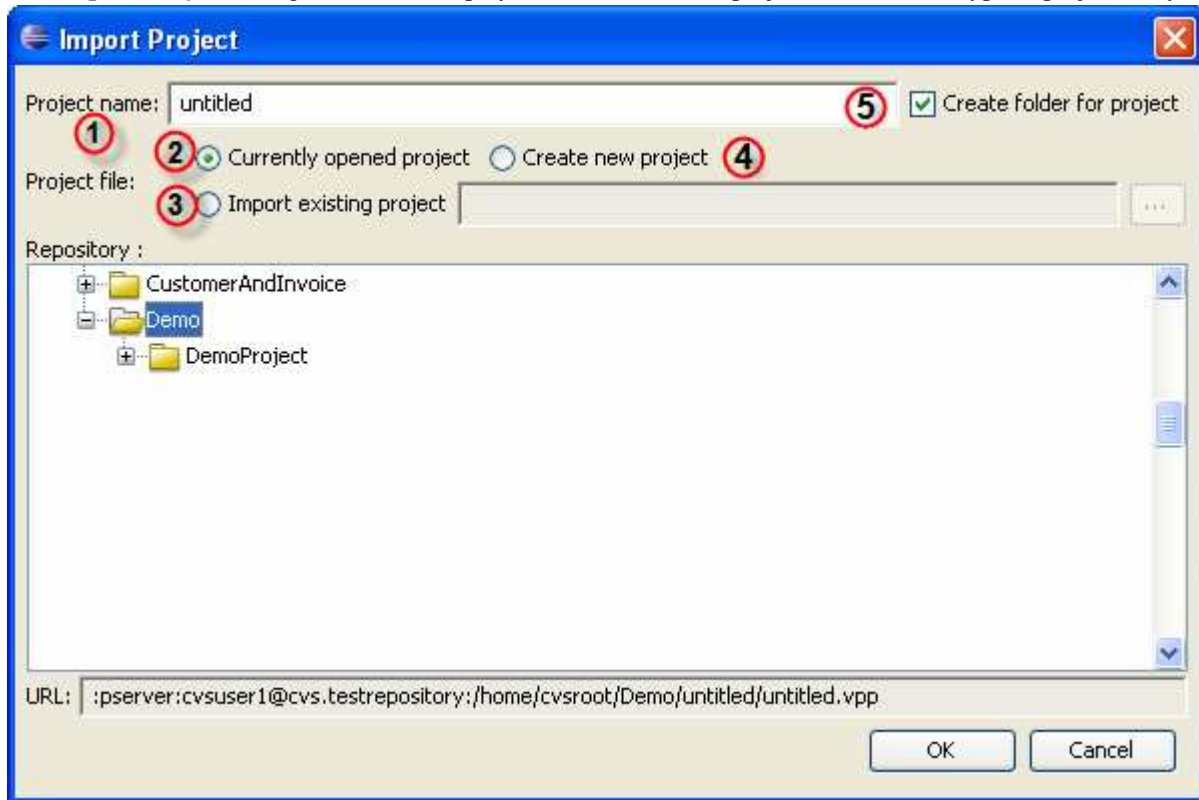 Import Project
Project name: untitled 5 Create folder for project
1
2 Currently opened project Create new project 4
Project file:
3 Import existing project ...
Repository :
CustomerAndInvoice
Demo
DemoProject
URL: :pserver:cvsuser1@cvs.testrepository:/home/cvsroot/Demo/untitled/untitled.vpp
OK Cancel